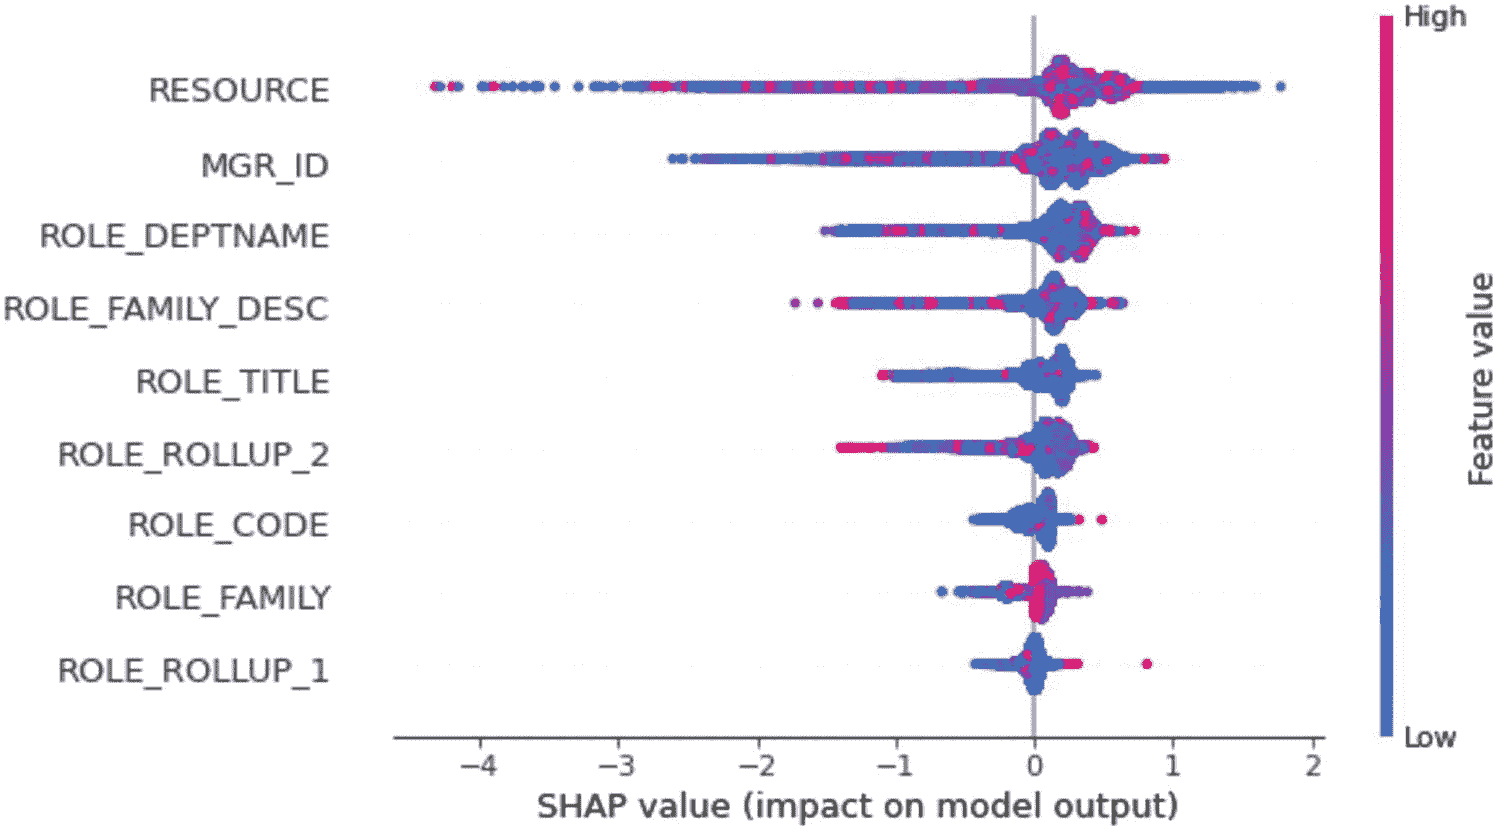 High
RESOURCE
MGR_ID
ROLE_DEPTNAME
ROLE_FAMILY_DESC
ROLE_TITLE
ROLE_ROLLUP_2
ROLE_CODE
ROLE_FAMILY
ROLE_ROLLUP_1
Feature value
Low
−4 −3 −2 −1 0 1 2
SHAP value (impact on model output)